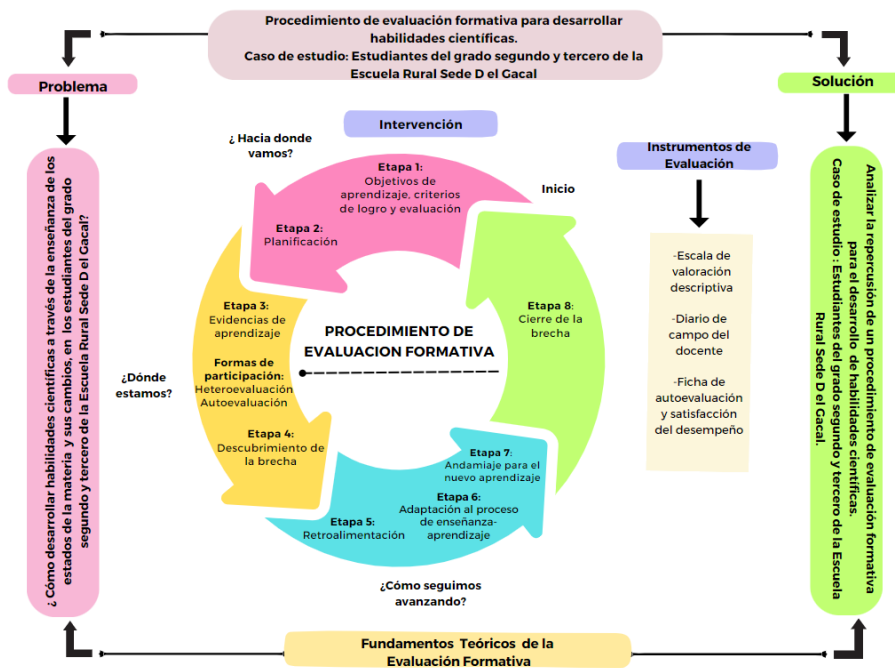 Procedimiento de evaluación formativa para desarrollar
habilidades científicas.
Caso de estudio: Estudiantes del grado segundo y tercero de la
Escuela Rural Sede D el Gacal
Problema
Solución
¿Cómo desarrollar habilidades científicas a través de la enseñanza de los
estados de la materia y sus cambios, en los estudiantes del grado
segundo y tercero de la Escuela Rural Sede D el Gacal?
Intervención
¿Hacia donde
vamos?
Inicio
Etapa 1:
Objetivos de
aprendizaje, criterios
de logro y evaluación
Etapa 2:
Planificación
Etapa 3:
Evidencias de
aprendizaje
Formas de
participación:
Heteroevaluación
Autoevaluación
¿Dónde
estamos?
Etapa 4:
Descubrimiento de
la brecha
PROCEDIMIENTO DE
EVALUACION FORMATIVA
Etapa 5:
Retroalimentación
Etapa 6:
Adaptación al proceso
de enseñanza-
aprendizaje
Etapa 7:
Andamiaje para el
nuevo aprendizaje
Etapa 8:
Cierre de la
brecha
¿Cómo seguimos
avanzando?
Instrumentos de
Evaluación
-Escala de
valoración
descriptiva
-Diario de
campo del
docente
-Ficha de
autoevaluación
y satisfacción
del desempeño
Analizar la repercusión de un procedimiento de evaluación formativa
para el desarrollo de habilidades científicas.
Caso de estudio : Estudiantes del grado segundo y tercero de la Escuela
Rural Sede D el Gacal.
Fundamentos Teóricos de la
Evaluación Formativa